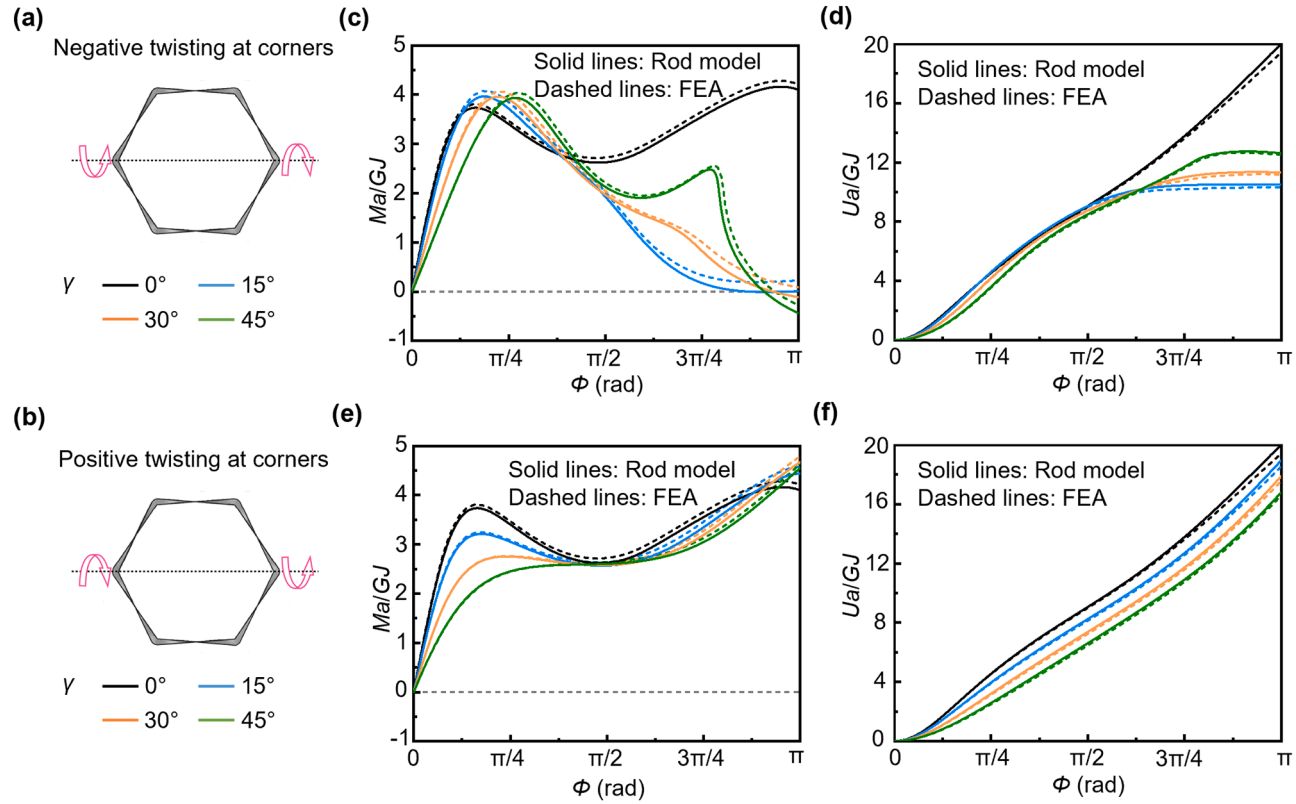 (a)
Negative twisting at corners
γ
0°
15°
30°
45°
(c)
Solid lines: Rod model
Dashed lines: FEA
Ma/GJ
5
4
3
2
1
0
-1
0
π/4
π/2
3π/4
π
Φ (rad)
(d)
Solid lines: Rod model
Dashed lines: FEA
Ua/GJ
20
16
12
8
4
0
0
π/4
π/2
3π/4
π
Φ (rad)
(b)
Positive twisting at corners
γ
0°
15°
30°
45°
(e)
Solid lines: Rod model
Dashed lines: FEA
Ma/GJ
5
4
3
2
1
0
-1
0
π/4
π/2
3π/4
π
Φ (rad)
(f)
Solid lines: Rod model
Dashed lines: FEA
Ua/GJ
20
16
12
8
4
0
0
π/4
π/2
3π/4
π
Φ (rad)